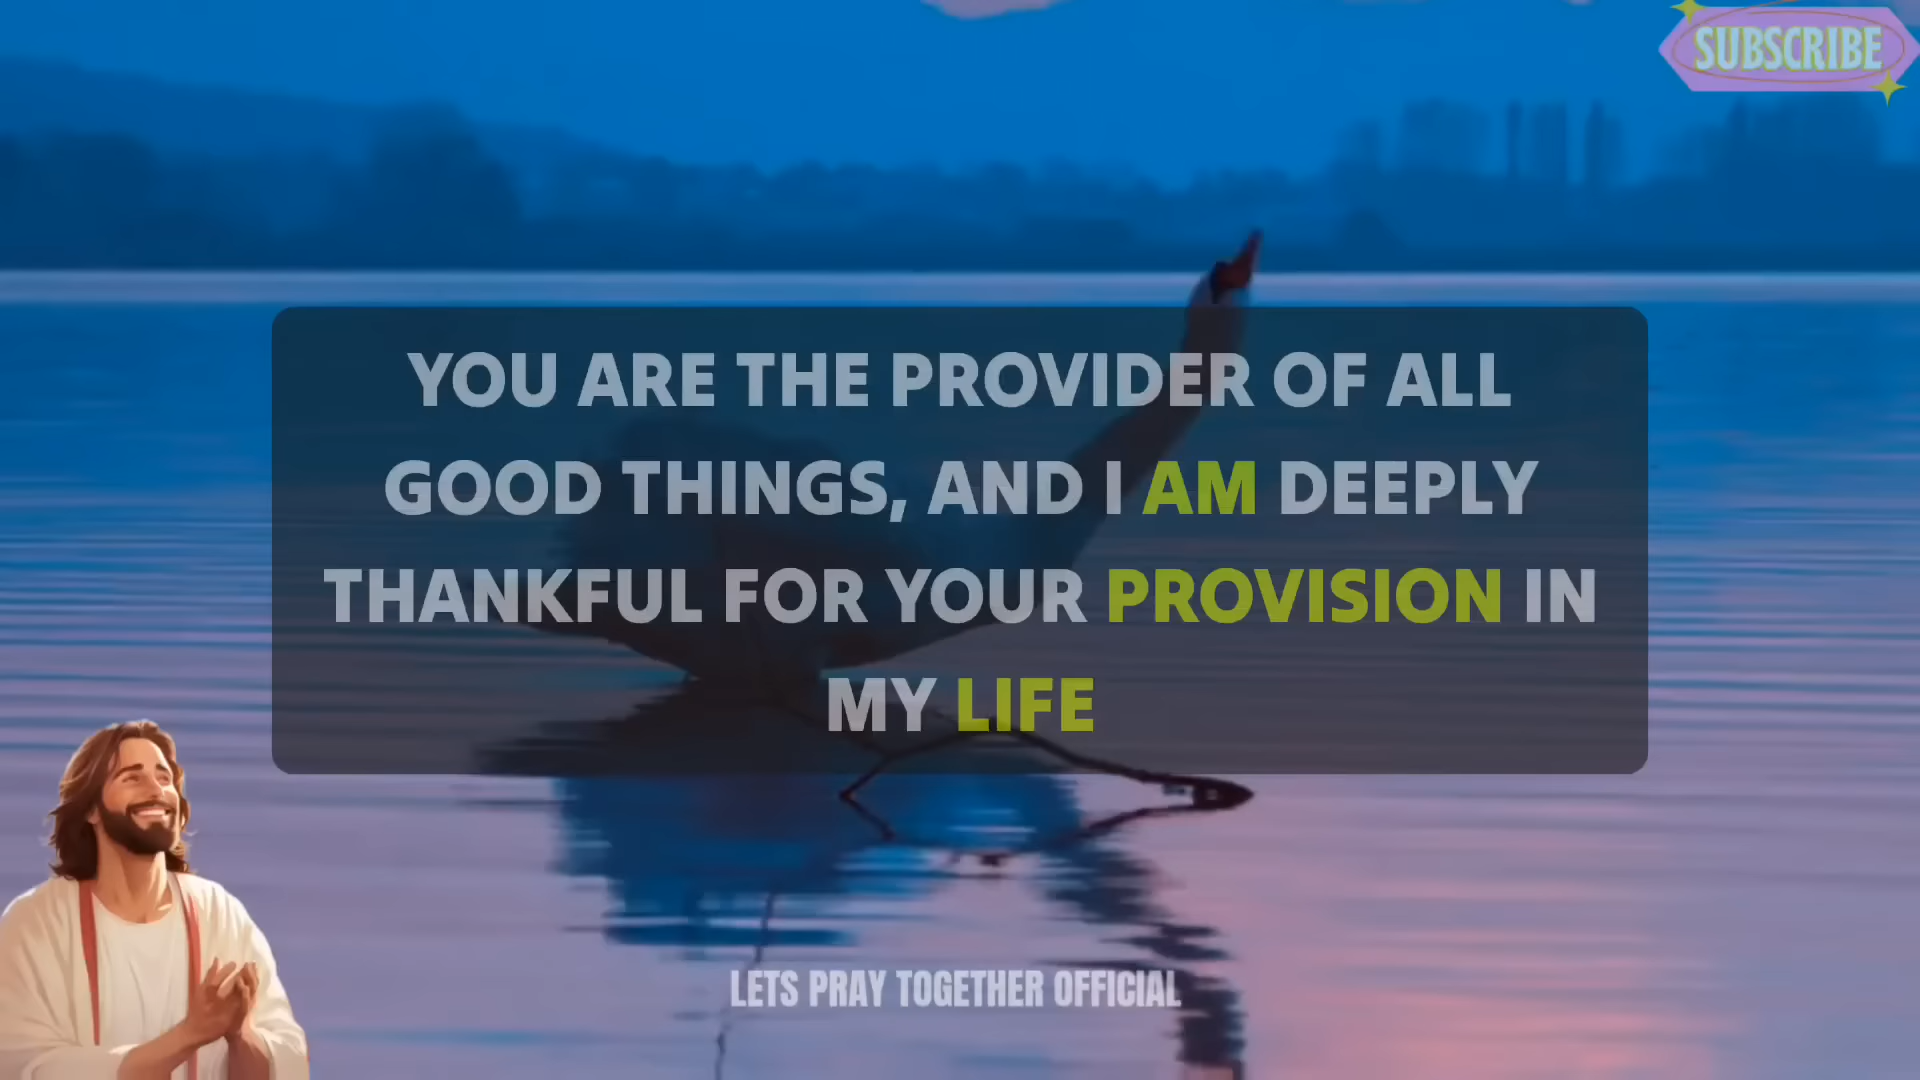 SUBSCRIBE
YOU ARE THE PROVIDER OF ALL
GOOD THINGS, AND I AM DEEPLY
THANKFUL FOR YOUR PROVISION IN
MY LIFE
LETS PRAY TOGETHER OFFICIAL